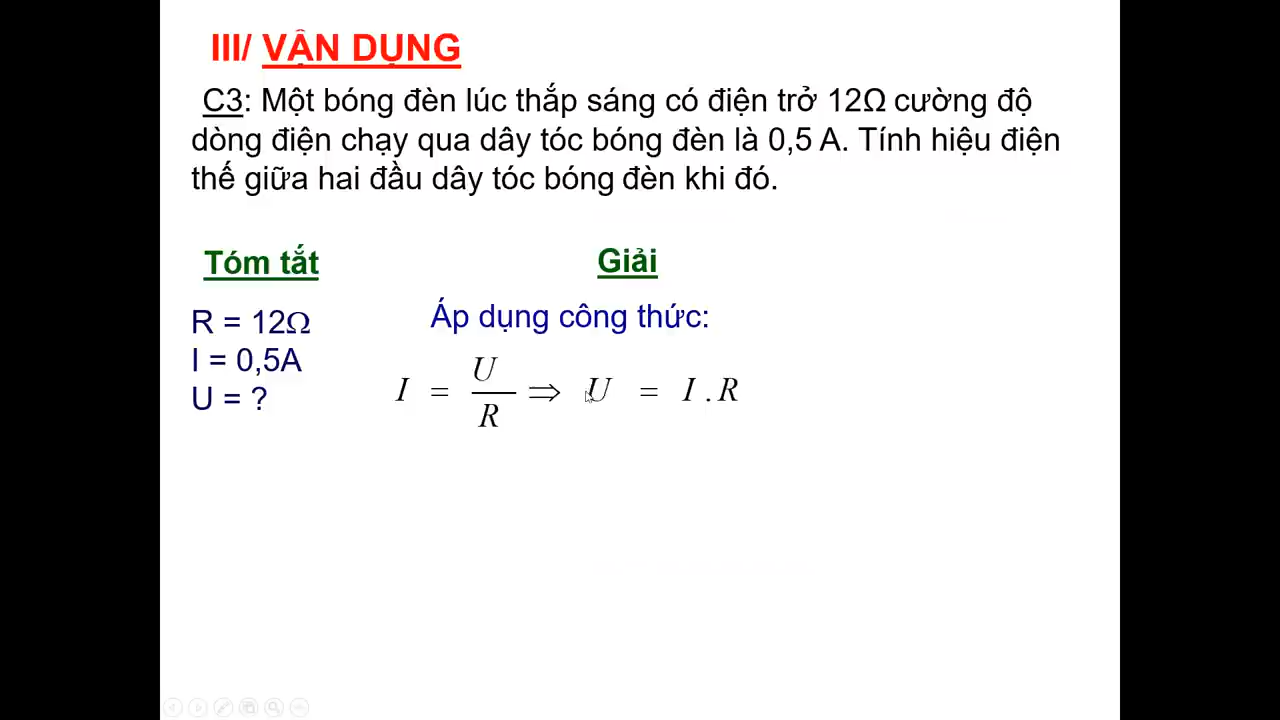 III/ VẬN DỤNG
C3: Một bóng đèn lúc thắp sáng có điện trở 12Ω cường độ
dòng điện chạy qua dây tóc bóng đèn là 0,5 A. Tính hiệu điện
thế giữa hai đầu dây tóc bóng đèn khi đó.
Tóm tắt
R = 12Ω
I = 0,5A
U = ?
Giải
Áp dụng công thức:
I = U/R ⇒ U = I . R